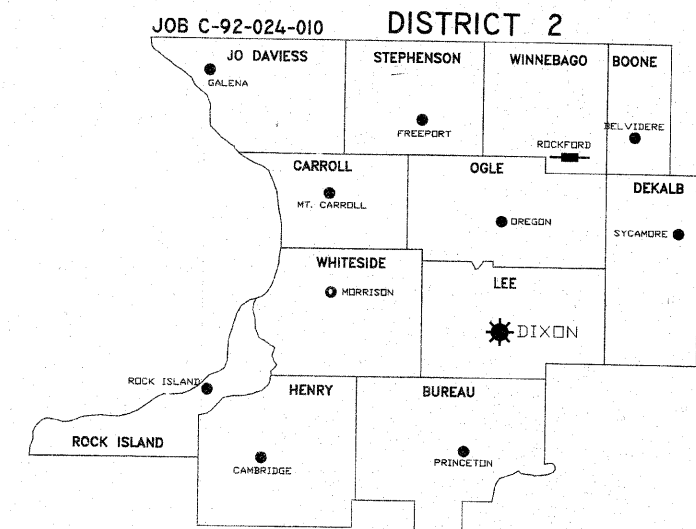 JOB C-92-024-010 DISTRICT 2
JO DAVIESS
STEPHENSON
WINNEBAGO
BOONE
GALENA
FREEPORT
ROCKFORD
BELVIDERE
CARROLL
OGLE
DEKALB
MT. CARROLL
OREGON
SYCAMORE
WHITESIDE
LEE
MORRISON
DIXON
ROCK ISLAND
HENRY
BUREAU
ROCK ISLAND
CAMBRIDGE
PRINCETON